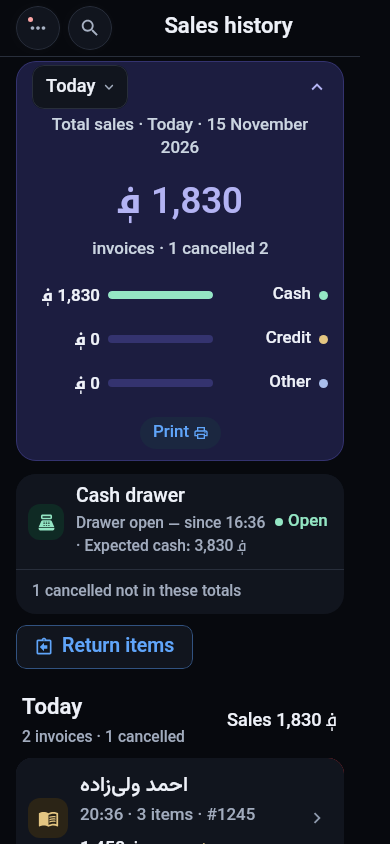 Sales history
Today
Total sales · Today · 15 November
2026
؋ 1,830
invoices · 1 cancelled 2
؋ 1,830 Cash
؋ 0 Credit
؋ 0 Other
Print
Cash drawer
Drawer open — since 16:36
· Expected cash: 3,830 ؋
Open
1 cancelled not in these totals
Return items
Today
2 invoices · 1 cancelled
Sales 1,830 ؋
احمد ولی‌زاده
20:36 · 3 items · #1245